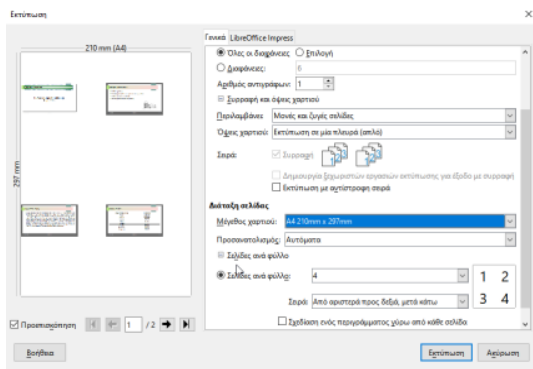 Εκτύπωση
210 mm (A4)
297 mm
Προεπισκόπηση
1 / 2
Γενικά LibreOffice Impress
Όλες οι διαφάνειες Επιλογή
Διαφάνειες: 6
Αριθμός αντιγράφων: 1
Συρραφή και όψεις χαρτιού
Περιλαμβάνει: Μονές και ζυγές σελίδες
Όψεις χαρτιού: Εκτύπωση σε μία πλευρά (απλό)
Σειρά: Συρραφή
Δημιουργία ξεχωριστών εργασιών εκτύπωσης για έξοδο με συρραφή
Εκτύπωση με αντίστροφη σειρά
Διάταξη σελίδας
Μέγεθος χαρτιού: A4 210mm x 297mm
Προσανατολισμός: Αυτόματα
Σελίδες ανά φύλλο
Σελίδες ανά φύλλο: 4
1 2
3 4
Σειρά: Από αριστερά προς δεξιά, μετά κάτω
Σχεδίαση ενός περιγράμματος γύρω από κάθε σελίδα
Βοήθεια
Εκτύπωση
Ακύρωση